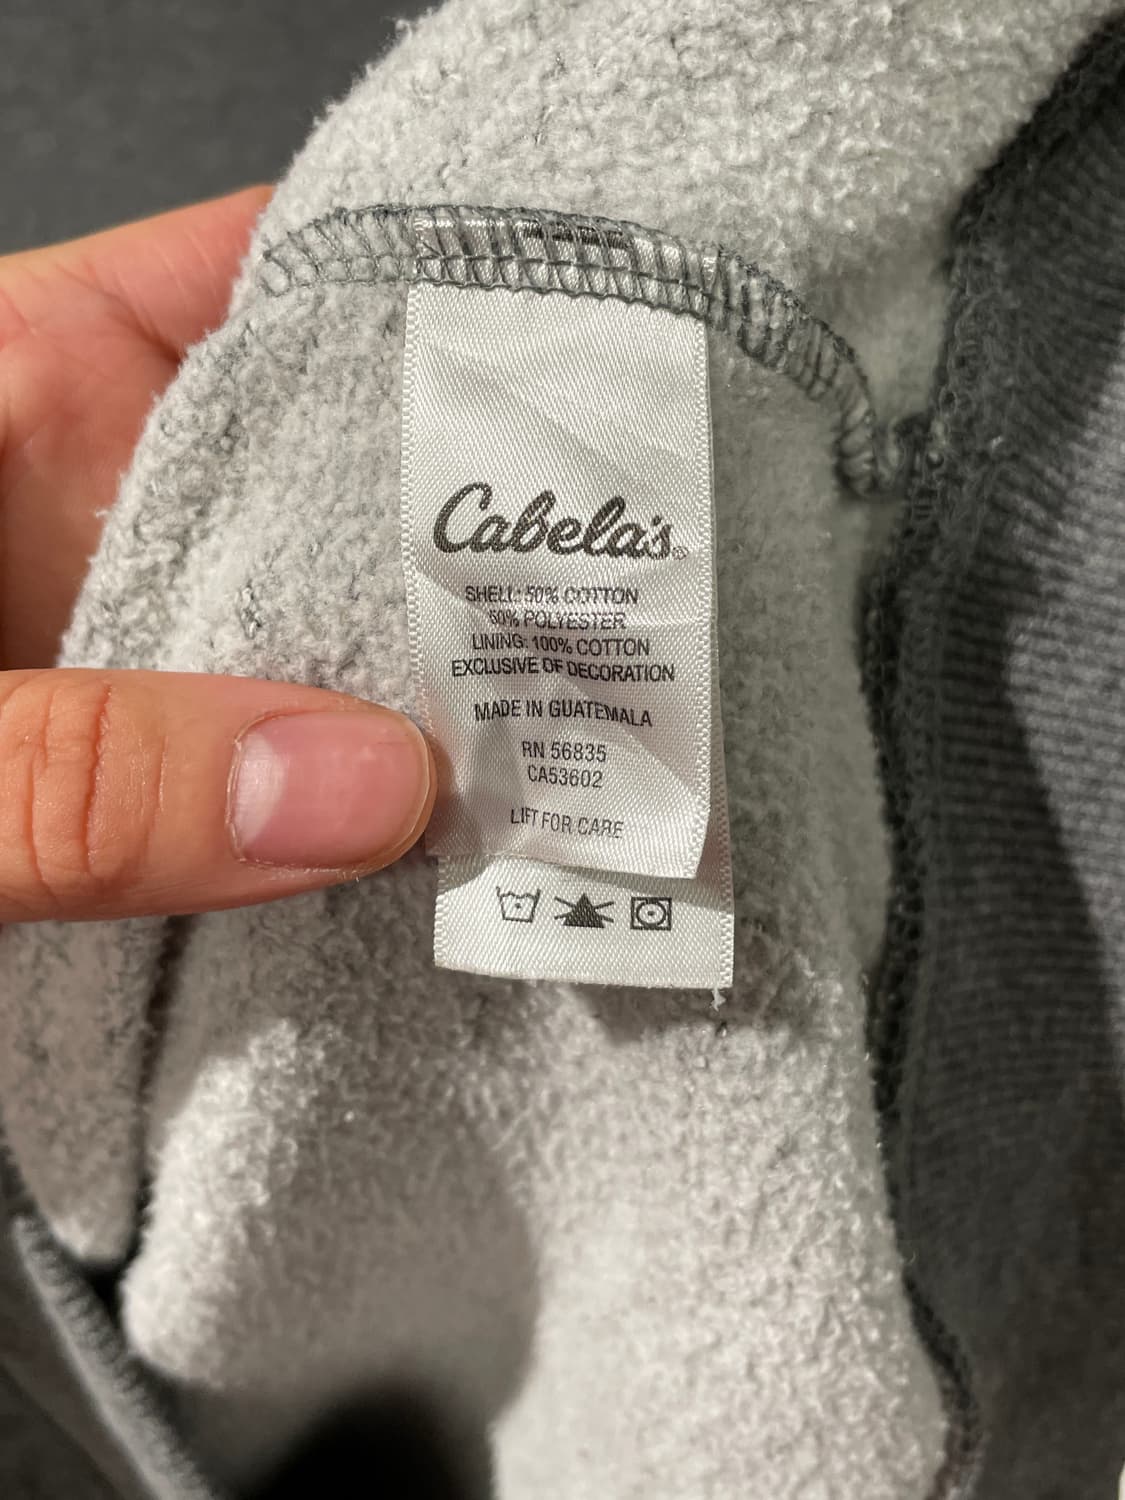 Cabela's®
SHELL: 50% COTTON
50% POLYESTER
LINING: 100% COTTON
EXCLUSIVE OF DECORATION
MADE IN GUATEMALA
RN 56835
CA53602
LIFT FOR CARE